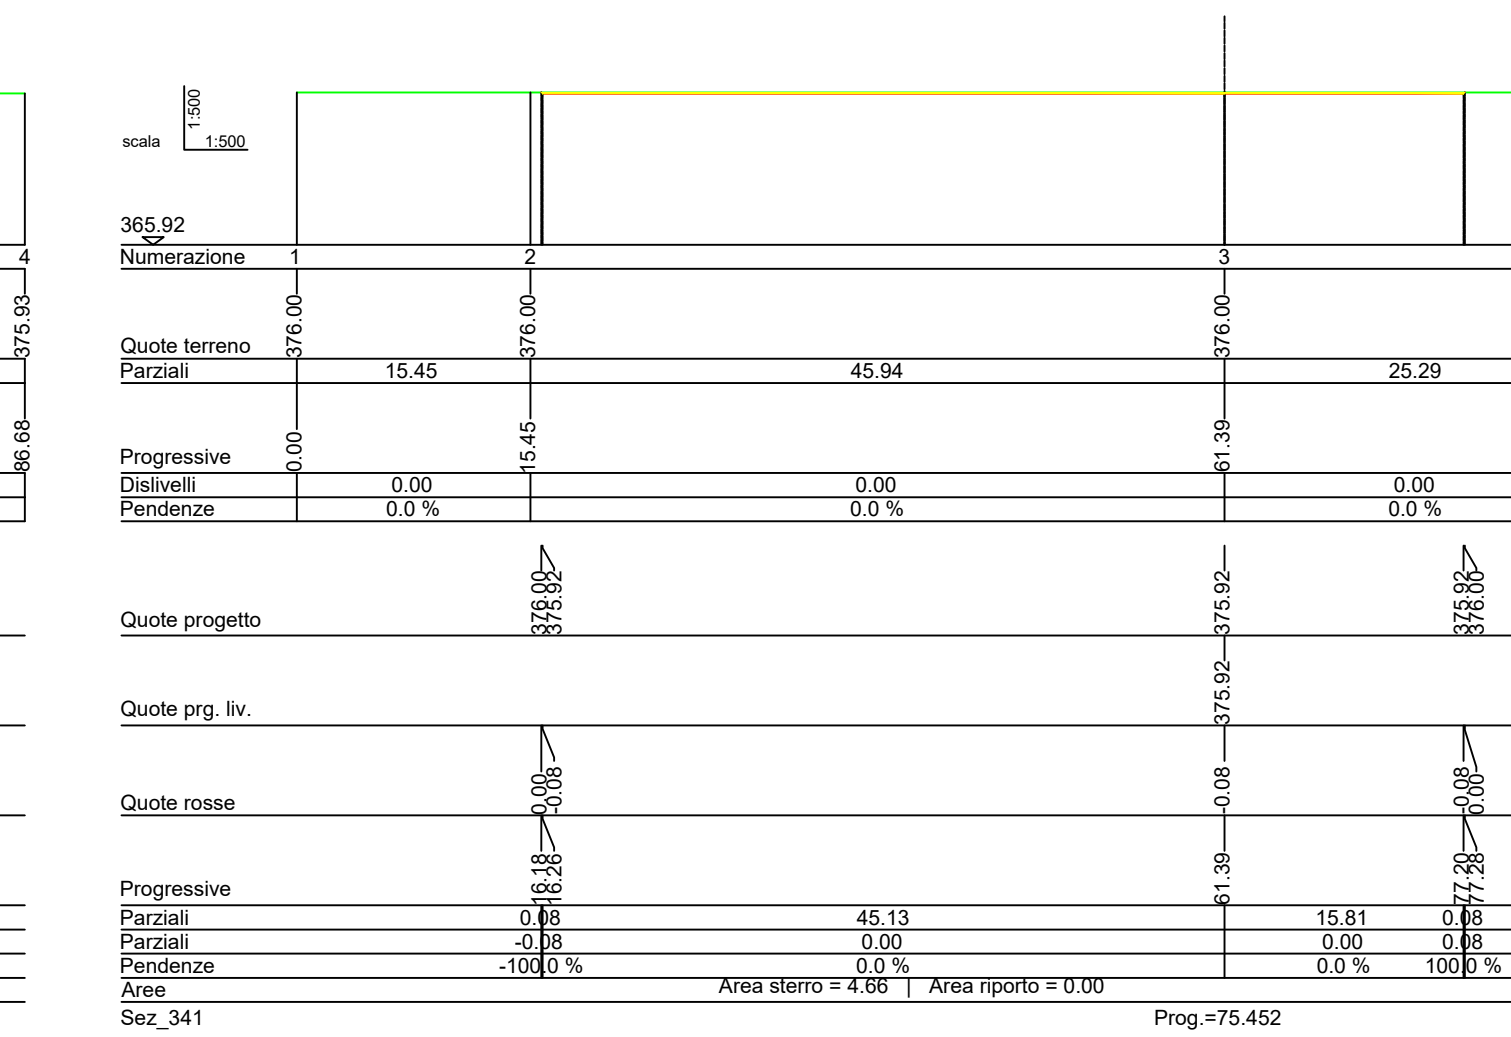 1:500
scala 1:500
365.92
4 Numerazione 1 2 3
375.93 Quote terreno 376.00 376.00 376.00
Parziali 15.45 45.94 25.29
86.68 Progressive 0.00 15.45 61.39
Dislivelli 0.00 0.00 0.00
Pendenze 0.0 % 0.0 % 0.0 %
Quote progetto 376.00 375.92 375.92 375.92 376.00
Quote prg. liv. 375.92
Quote rosse 0.00 -0.08 -0.08 -0.08 0.00
Progressive 16.18 16.26 61.39 77.20 77.28
Parziali 0.08 45.13 15.81 0.08
Parziali -0.08 0.00 0.00 0.08
Pendenze -100.0 % 0.0 % 0.0 % 100.0 %
Aree Area sterro = 4.66 | Area riporto = 0.00
Sez_341 Prog.=75.452